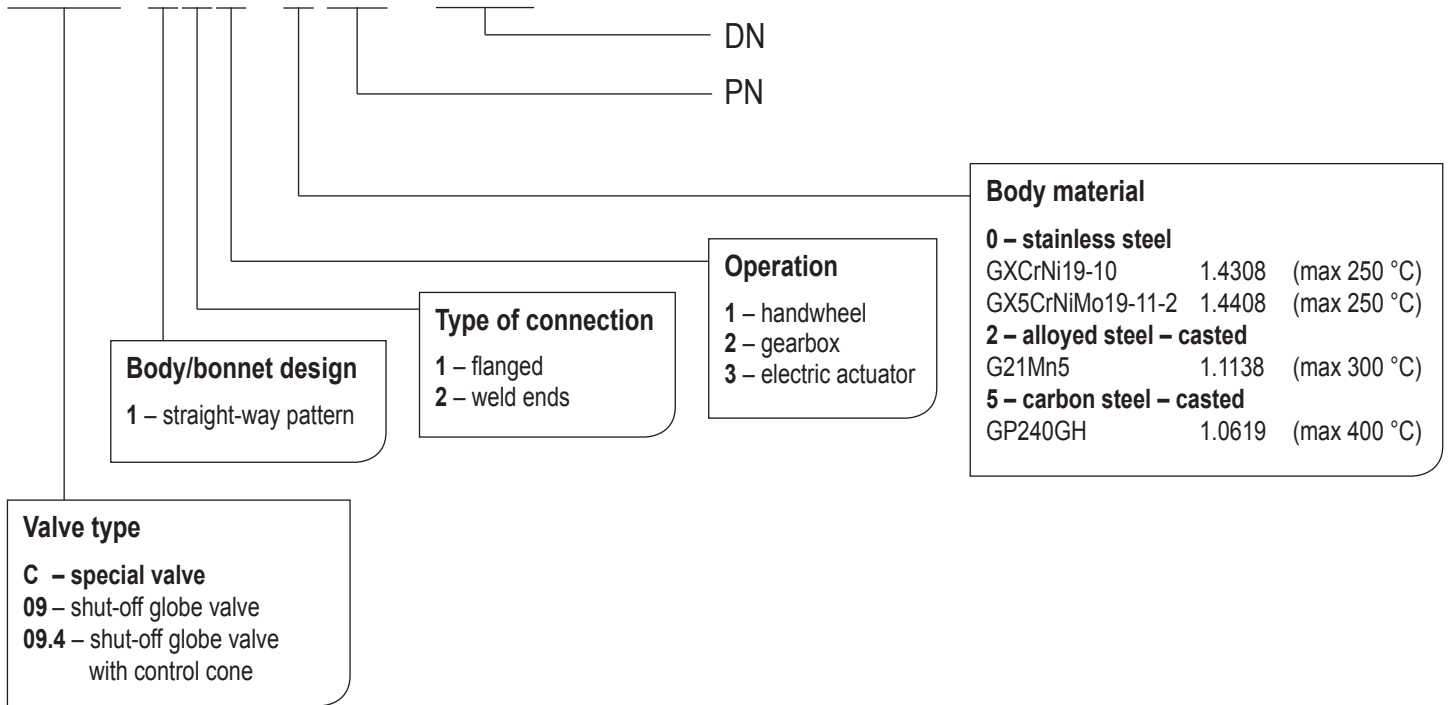 DN
PN
Body material
0 – stainless steel
GXCrNi19-10 1.4308 (max 250 °C)
GX5CrNiMo19-11-2 1.4408 (max 250 °C)
2 – alloyed steel – casted
G21Mn5 1.1138 (max 300 °C)
5 – carbon steel – casted
GP240GH 1.0619 (max 400 °C)
Operation
1 – handwheel
2 – gearbox
3 – electric actuator
Type of connection
1 – flanged
2 – weld ends
Body/bonnet design
1 – straight-way pattern
Valve type
C – special valve
09 – shut-off globe valve
09.4 – shut-off globe valve
with control cone